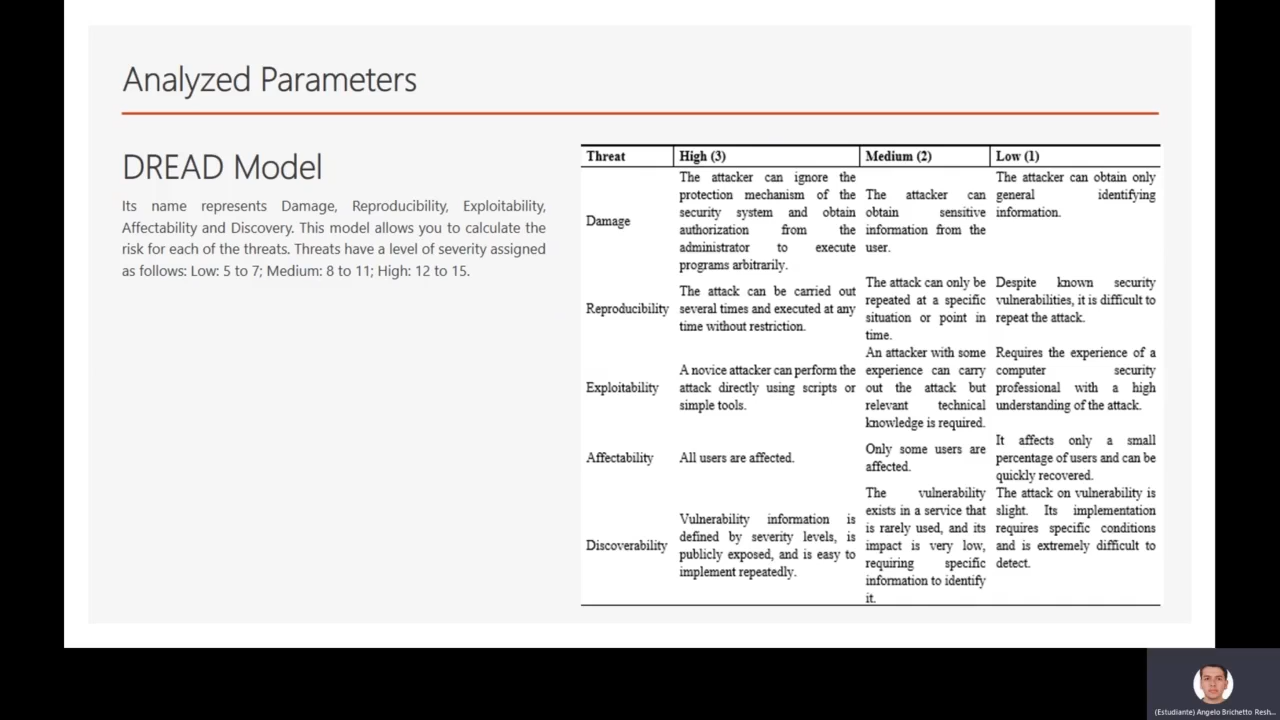 Analyzed Parameters
DREAD Model
Its name represents Damage, Reproducibility, Exploitability,
Affectability and Discovery. This model allows you to calculate the
risk for each of the threats. Threats have a level of severity assigned
as follows: Low: 5 to 7; Medium: 8 to 11; High: 12 to 15.
Threat High (3) Medium (2) Low (1)
Damage
The attacker can ignore the
protection mechanism of the
security system and obtain
authorization from the
administrator to execute
programs arbitrarily.
The attacker can
obtain sensitive
information from the
user.
The attacker can obtain only
general identifying
information.
Reproducibility
The attack can be carried out
several times and executed at any
time without restriction.
The attack can only be
repeated at a specific
situation or point in
time.
Despite known security
vulnerabilities, it is difficult to
repeat the attack.
Exploitability
A novice attacker can perform the
attack directly using scripts or
simple tools.
An attacker with some
experience can carry
out the attack but
relevant technical
knowledge is required.
Requires the experience of a
computer security
professional with a high
understanding of the attack.
Affectability
All users are affected.
Only some users are
affected.
It affects only a small
percentage of users and can be
quickly recovered.
Discoverability
Vulnerability information is
defined by severity levels, is
publicly exposed, and is easy to
implement repeatedly.
The vulnerability
exists in a service that
is rarely used, and its
impact is very low,
requiring specific
information to identify
it.
The attack on vulnerability is
slight. Its implementation
requires specific conditions
and is extremely difficult to
detect.
(Estudiante) Angelo Brichetto Resh...